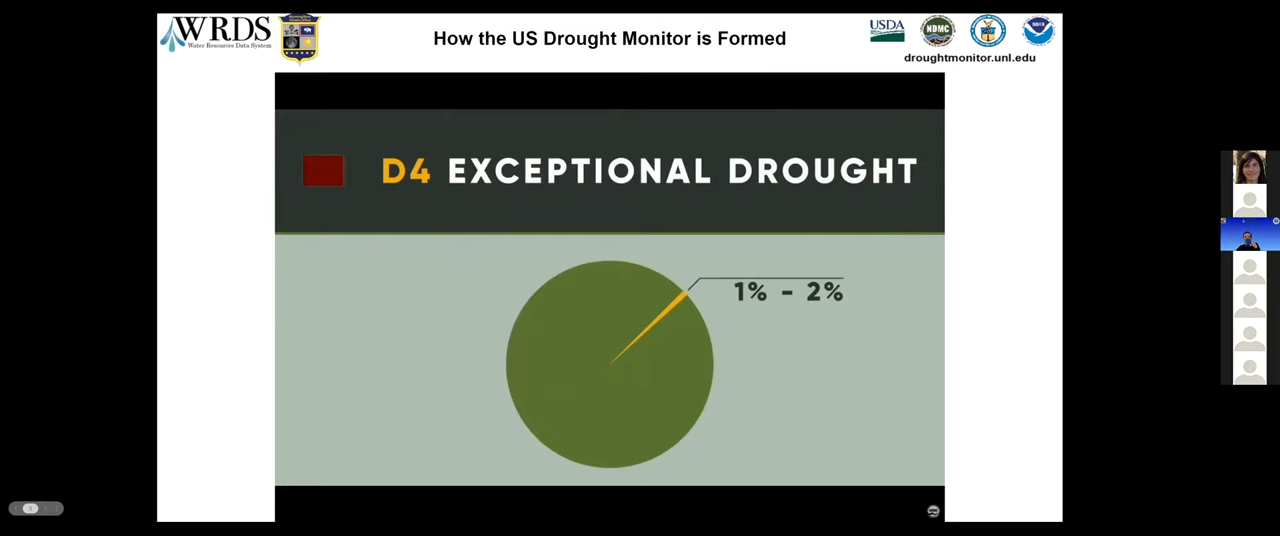 WRDS
Water Resources Data System
How the US Drought Monitor is Formed
USDA
NDMC
droughtmonitor.unl.edu
D4 EXCEPTIONAL DROUGHT
1% - 2%